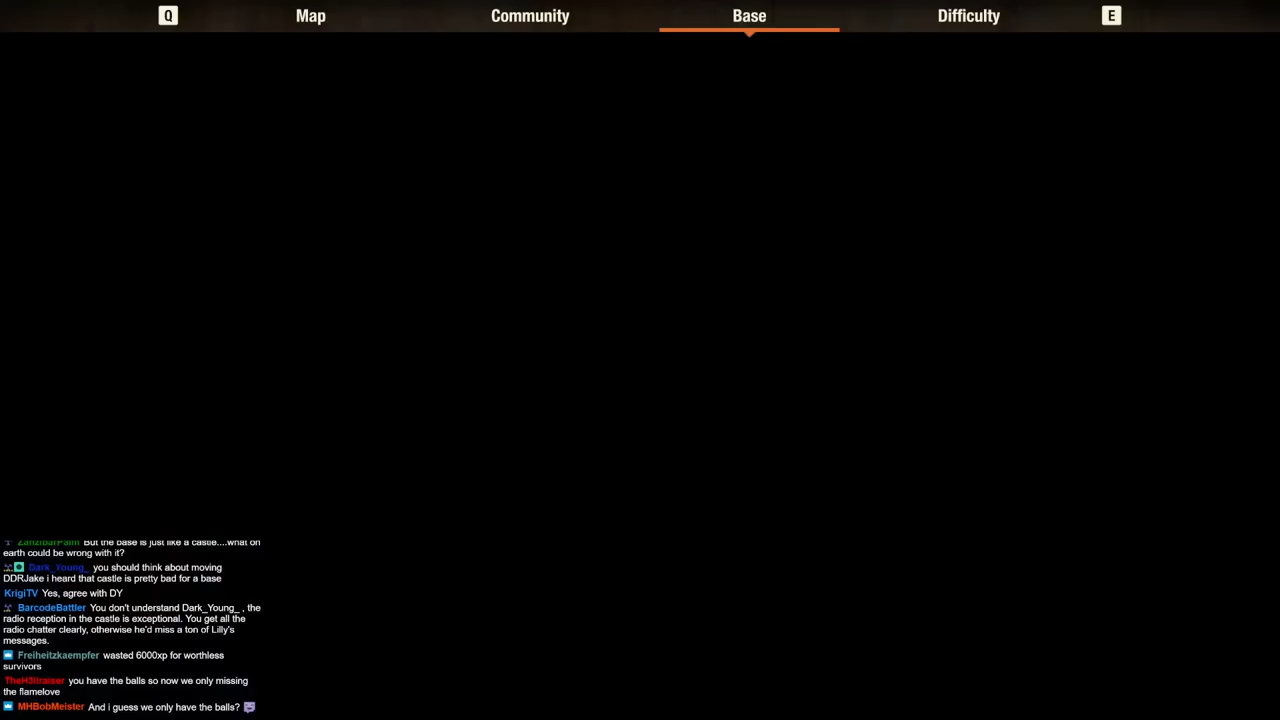 Q Map Community Base Difficulty E
ZanzibarPalm But the base is just like a castle....what on
earth could be wrong with it?
Dark_Young_ you should think about moving
DDRJake i heard that castle is pretty bad for a base
KrigiTV Yes, agree with DY
BarcodeBattler You don't understand Dark_Young_ , the
radio reception in the castle is exceptional. You get all the
radio chatter clearly, otherwise he'd miss a ton of Lilly's
messages.
Freiheitzkaempfer wasted 6000xp for worthless
survivors
TheH3llraiser you have the balls so now we only missing
the flamelove
MHBobMeister And i guess we only have the balls?